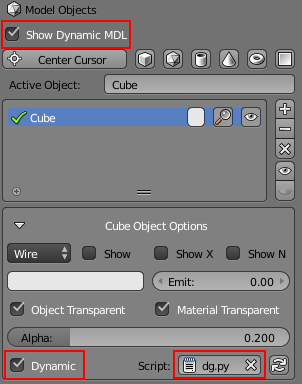 Model Objects
Show Dynamic MDL
Center Cursor
Active Object: Cube
Cube
Cube Object Options
Wire Show Show X Show N
Emit: 0.00
Object Transparent Material Transparent
Alpha: 0.200
Dynamic Script: dg.py